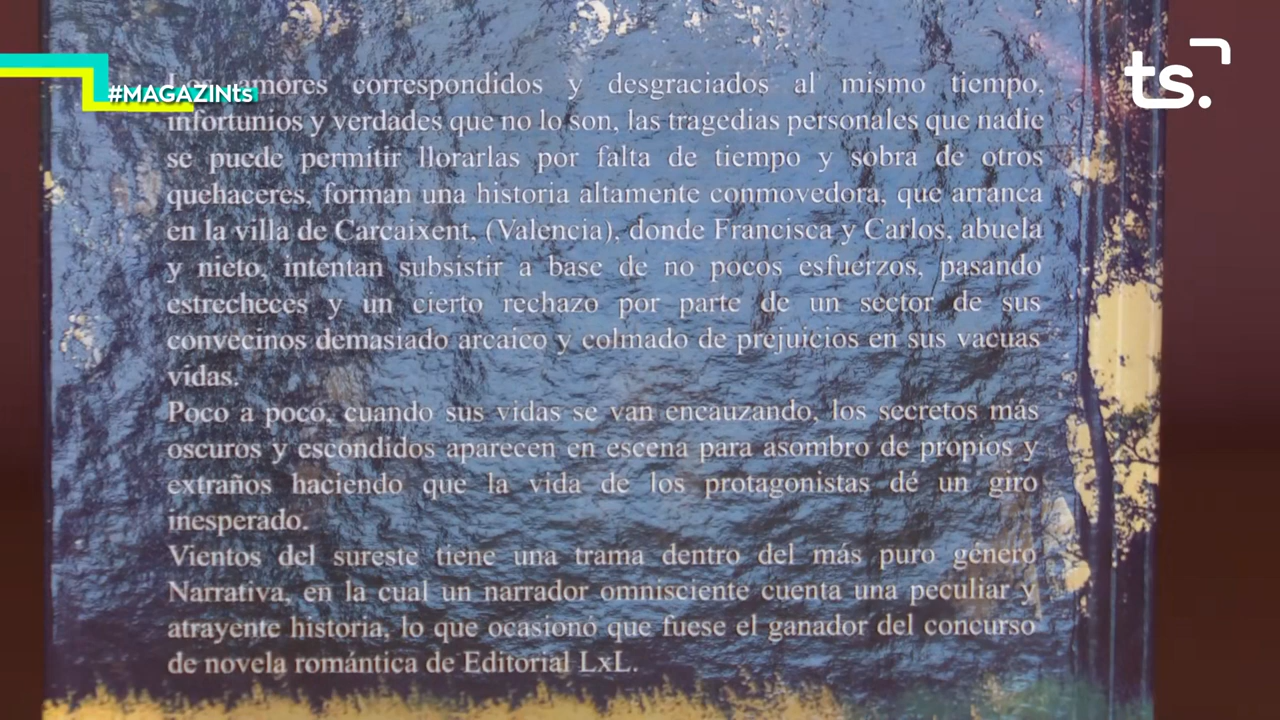 #MAGAZINts
ts.
amores correspondidos y desgraciados al mismo tiempo,
infortunios y verdades que no lo son, las tragedias personales que nadie
se puede permitir llorarlas por falta de tiempo y sobra de otros
quehaceres, forman una historia altamente conmovedora, que arranca
en la villa de Carcaixent, (Valencia), donde Francisca y Carlos, abuela
y nieto, intentan subsistir a base de no pocos esfuerzos, pasando
estrecheces y un cierto rechazo por parte de un sector de sus
convecinos demasiado arcaico y colmado de prejuicios en sus vacuas
vidas.
Poco a poco, cuando sus vidas se van encauzando, los secretos más
oscuros y escondidos aparecen en escena para asombro de propios y
extraños haciendo que la vida de los protagonistas dé un giro
inesperado.
Vientos del sureste tiene una trama dentro del más puro género
Narrativa, en la cual un narrador omnisciente cuenta una peculiar y
atrayente historia, lo que ocasionó que fuese el ganador del concurso
de novela romántica de Editorial LxL.